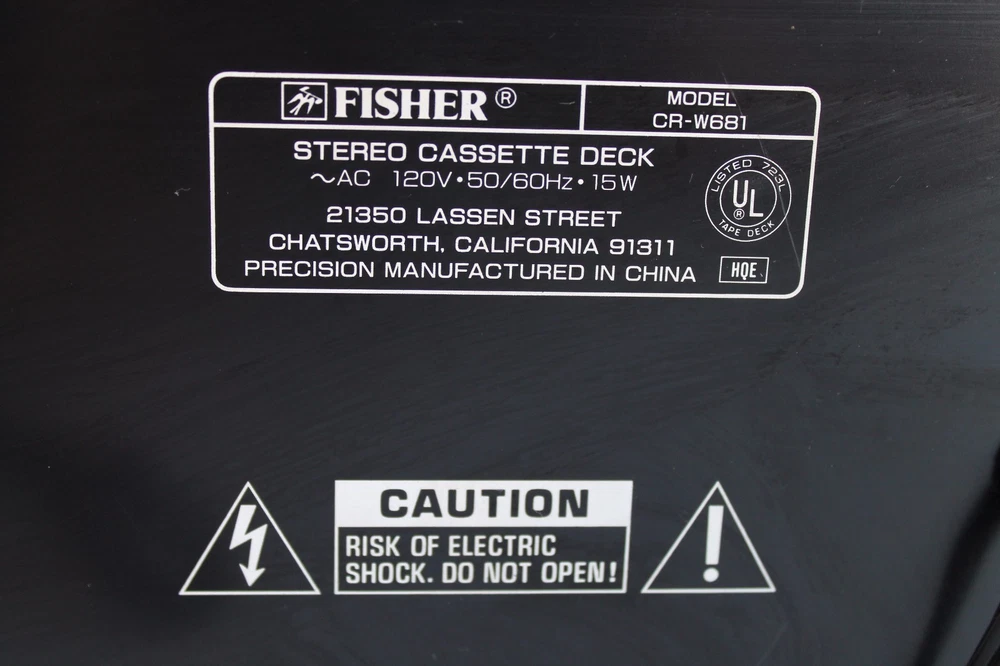 FISHER®
MODEL
CR-W681
STEREO CASSETTE DECK
~AC 120V•50/60Hz•15W
21350 LASSEN STREET
CHATSWORTH, CALIFORNIA 91311
PRECISION MANUFACTURED IN CHINA
LISTED 723L
UL®
TAPE DECK
HQE
CAUTION
RISK OF ELECTRIC
SHOCK. DO NOT OPEN!